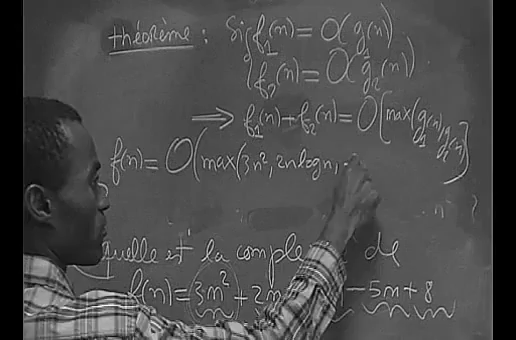 théorème : Si f₁(n) = O(g₁(n))
f₂(n) = O(g₂(n))
⟹ f₁(n) + f₂(n) = O(max(g₁(n), g₂(n)))
f(n) = O(max(3n², 2nlogn, -
quelle est la de
f(n) = 3n² + 2n - 5n + 8